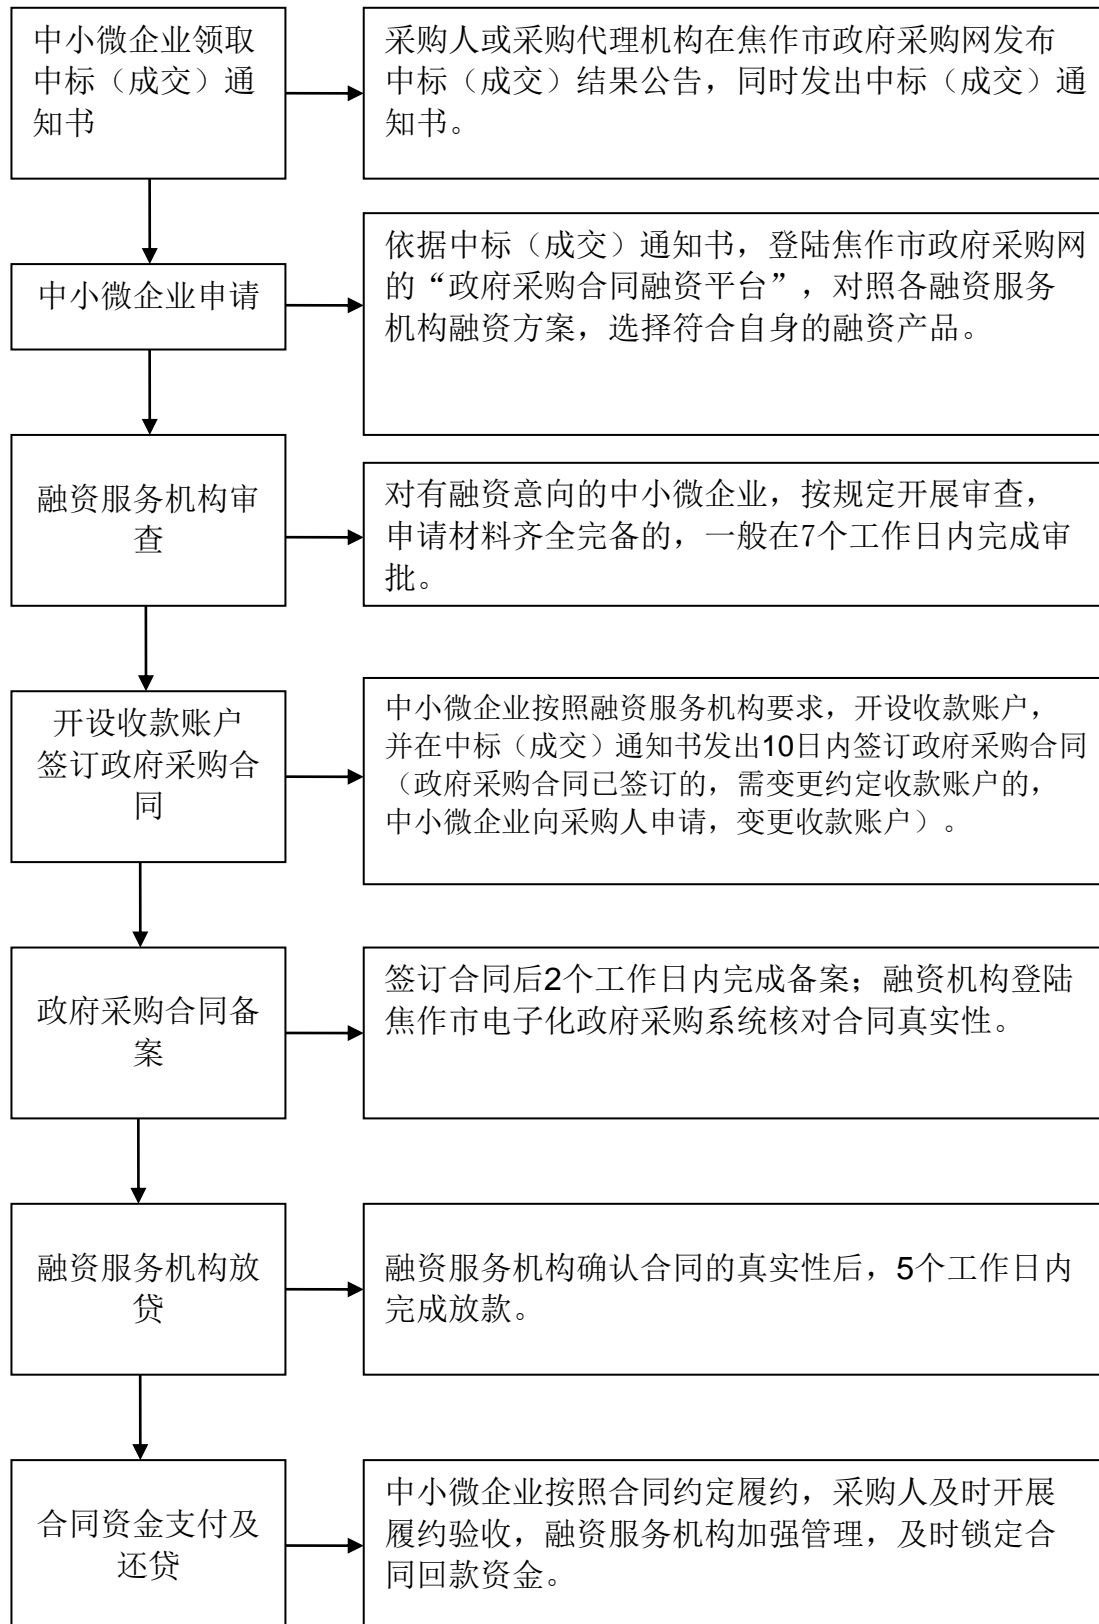 中小微企业领取
中标（成交）通
知书
采购人或采购代理机构在焦作市政府采购网发布
中标（成交）结果公告，同时发出中标（成交）通
知书。
中小微企业申请
依据中标（成交）通知书，登陆焦作市政府采购网
的“政府采购合同融资平台”，对照各融资服务
机构融资方案，选择符合自身的融资产品。
融资服务机构审
查
对有融资意向的中小微企业，按规定开展审查，
申请材料齐全完备的，一般在7个工作日内完成审
批。
开设收款账户
签订政府采购合
同
中小微企业按照融资服务机构要求，开设收款账户，
并在中标（成交）通知书发出10日内签订政府采购合同
（政府采购合同已签订的，需变更约定收款账户的，
中小微企业向采购人申请，变更收款账户）。
政府采购合同备
案
签订合同后2个工作日内完成备案；融资机构登陆
焦作市电子化政府采购系统核对合同真实性。
融资服务机构放
贷
融资服务机构确认合同的真实性后，5个工作日内
完成放款。
合同资金支付及
还贷
中小微企业按照合同约定履约，采购人及时开展
履约验收，融资服务机构加强管理，及时锁定合
同回款资金。